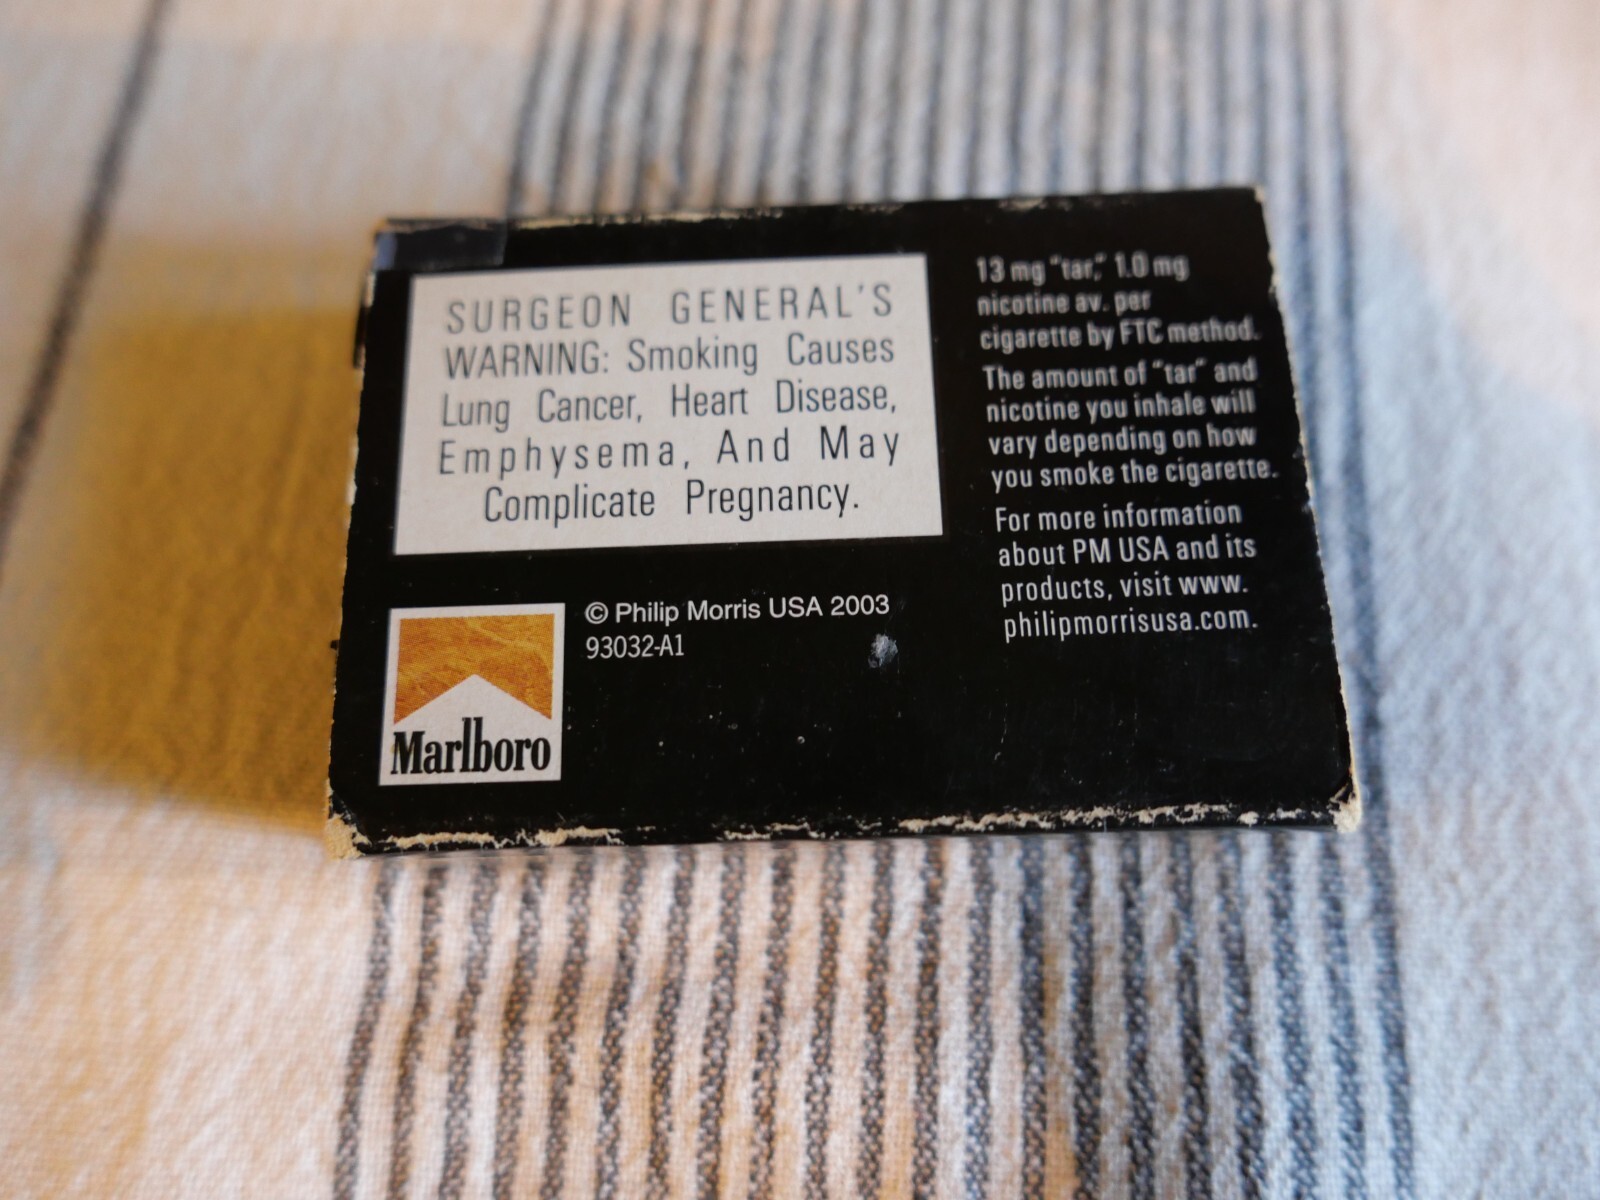 SURGEON GENERAL'S
WARNING: Smoking Causes
Lung Cancer, Heart Disease,
Emphysema, And May
Complicate Pregnancy.
© Philip Morris USA 2003
93032-A1
Marlboro
13 mg "tar," 1.0 mg
nicotine av. per
cigarette by FTC method.
The amount of "tar" and
nicotine you inhale will
vary depending on how
you smoke the cigarette.
For more information
about PM USA and its
products, visit www.
philipmorrisusa.com.